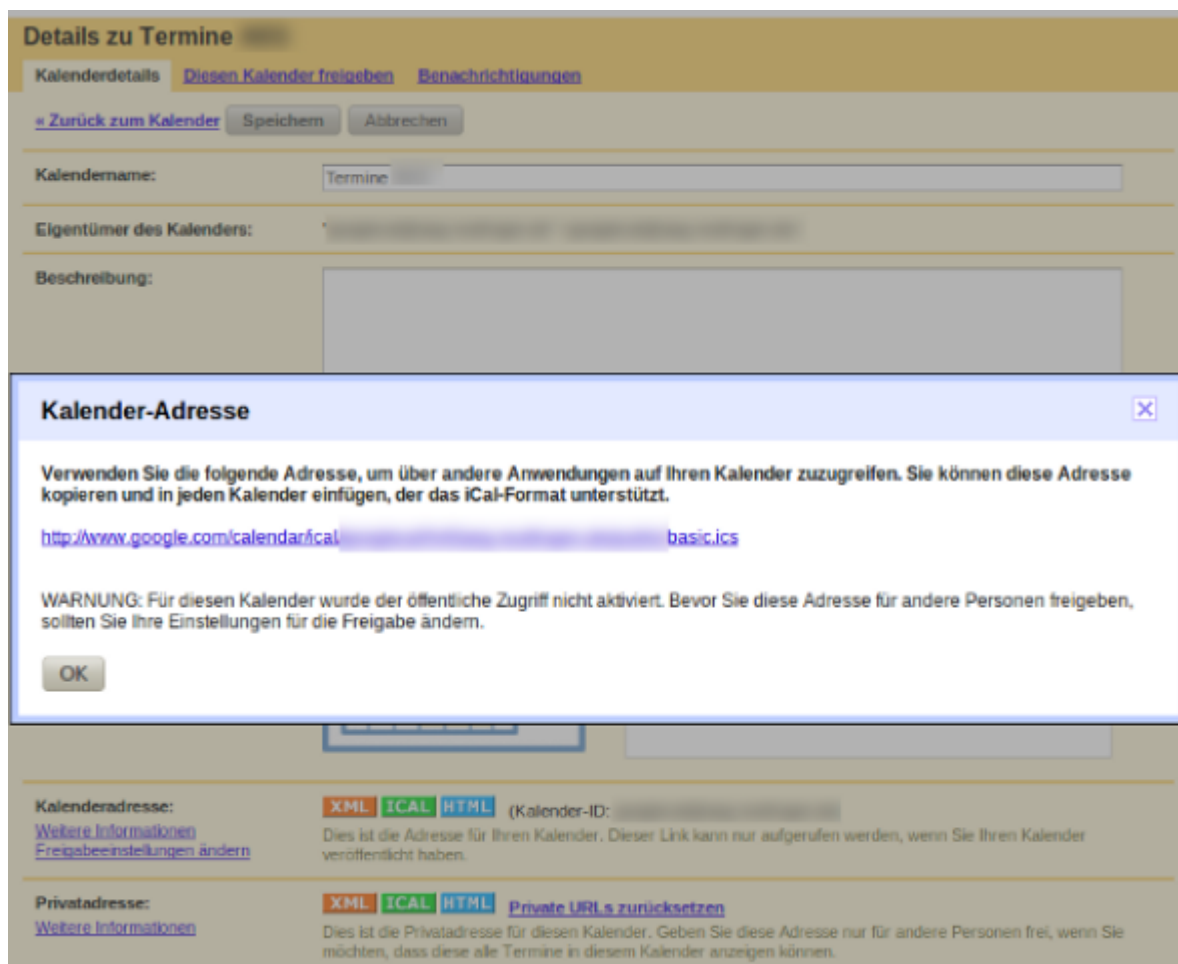 Details zu Termine
Kalenderdetails Diesen Kalender freigeben Benachrichtigungen
« Zurück zum Kalender Speichern Abbrechen
Kalendername: Termine
Eigentümer des Kalenders:
Beschreibung:
Kalender-Adresse
Verwenden Sie die folgende Adresse, um über andere Anwendungen auf Ihren Kalender zuzugreifen. Sie können diese Adresse
kopieren und in jeden Kalender einfügen, der das iCal-Format unterstützt.
http://www.google.com/calendar/ical/ basic.ics
WARNUNG: Für diesen Kalender wurde der öffentliche Zugriff nicht aktiviert. Bevor Sie diese Adresse für andere Personen freigeben,
sollten Sie Ihre Einstellungen für die Freigabe ändern.
OK
Kalenderadresse: XML ICAL HTML (Kalender-ID:
Weitere Informationen
Freigabeeinstellungen ändern
Dies ist die Adresse für Ihren Kalender. Dieser Link kann nur aufgerufen werden, wenn Sie Ihren Kalender
veröffentlicht haben.
Privatadresse: XML ICAL HTML Private URLs zurücksetzen
Weitere Informationen
Dies ist die Privatadresse für diesen Kalender. Geben Sie diese Adresse nur für andere Personen frei, wenn Sie
möchten, dass diese alle Termine in diesem Kalender anzeigen können.